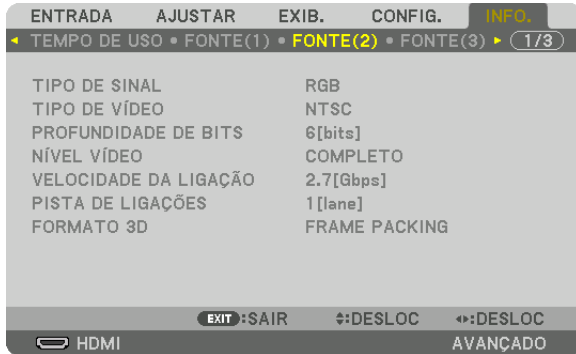 ENTRADA AJUSTAR EXIB. CONFIG. INFO.
TEMPO DE USO • FONTE(1) • FONTE(2) • FONTE(3) 1/3
TIPO DE SINAL RGB
TIPO DE VÍDEO NTSC
PROFUNDIDADE DE BITS 6[bits]
NÍVEL VÍDEO COMPLETO
VELOCIDADE DA LIGAÇÃO 2.7[Gbps]
PISTA DE LIGAÇÕES 1[lane]
FORMATO 3D FRAME PACKING
EXIT :SAIR :DESLOC :DESLOC
HDMI AVANÇADO